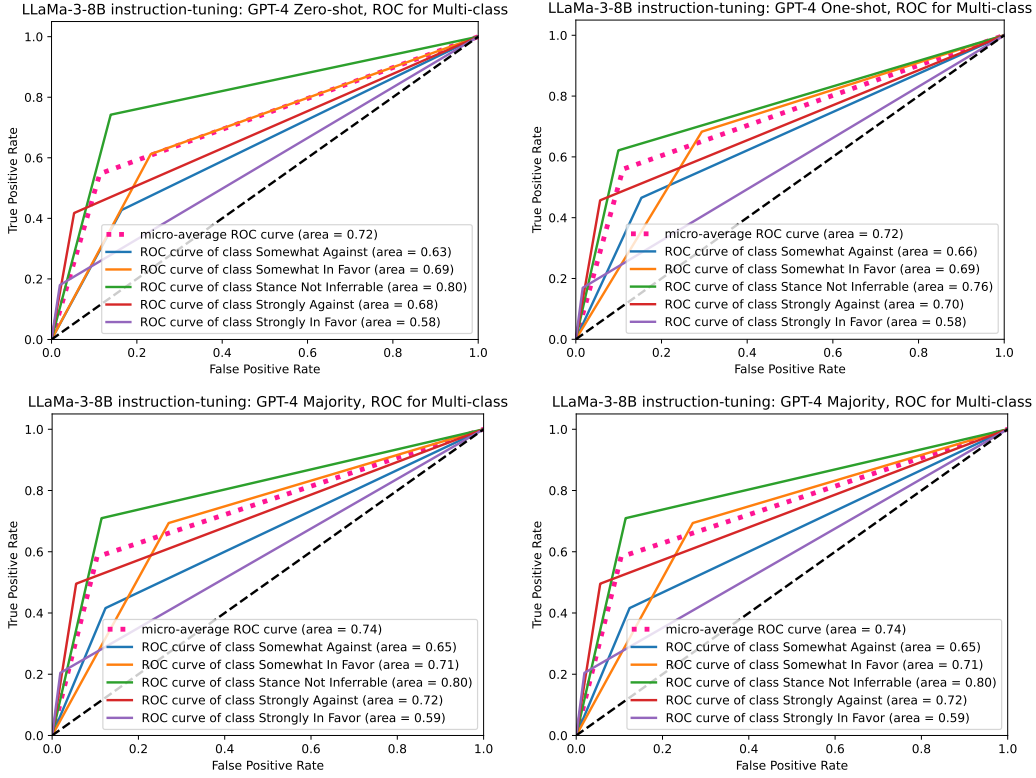 LLaMa-3-8B instruction-tuning: GPT-4 Zero-shot, ROC for Multi-class
1.0
0.8
0.6
0.4
0.2
0.0
True Positive Rate
micro-average ROC curve (area = 0.72)
ROC curve of class Somewhat Against (area = 0.63)
ROC curve of class Somewhat In Favor (area = 0.69)
ROC curve of class Stance Not Inferrable (area = 0.80)
ROC curve of class Strongly Against (area = 0.68)
ROC curve of class Strongly In Favor (area = 0.58)
0.0 0.2 0.4 0.6 0.8 1.0
False Positive Rate
LLaMa-3-8B instruction-tuning: GPT-4 One-shot, ROC for Multi-class
1.0
0.8
0.6
0.4
0.2
0.0
True Positive Rate
micro-average ROC curve (area = 0.72)
ROC curve of class Somewhat Against (area = 0.66)
ROC curve of class Somewhat In Favor (area = 0.69)
ROC curve of class Stance Not Inferrable (area = 0.76)
ROC curve of class Strongly Against (area = 0.70)
ROC curve of class Strongly In Favor (area = 0.58)
0.0 0.2 0.4 0.6 0.8 1.0
False Positive Rate
LLaMa-3-8B instruction-tuning: GPT-4 Majority, ROC for Multi-class
1.0
0.8
0.6
0.4
0.2
0.0
True Positive Rate
micro-average ROC curve (area = 0.74)
ROC curve of class Somewhat Against (area = 0.65)
ROC curve of class Somewhat In Favor (area = 0.71)
ROC curve of class Stance Not Inferrable (area = 0.80)
ROC curve of class Strongly Against (area = 0.72)
ROC curve of class Strongly In Favor (area = 0.59)
0.0 0.2 0.4 0.6 0.8 1.0
False Positive Rate
LLaMa-3-8B instruction-tuning: GPT-4 Majority, ROC for Multi-class
1.0
0.8
0.6
0.4
0.2
0.0
True Positive Rate
micro-average ROC curve (area = 0.74)
ROC curve of class Somewhat Against (area = 0.65)
ROC curve of class Somewhat In Favor (area = 0.71)
ROC curve of class Stance Not Inferrable (area = 0.80)
ROC curve of class Strongly Against (area = 0.72)
ROC curve of class Strongly In Favor (area = 0.59)
0.0 0.2 0.4 0.6 0.8 1.0
False Positive Rate